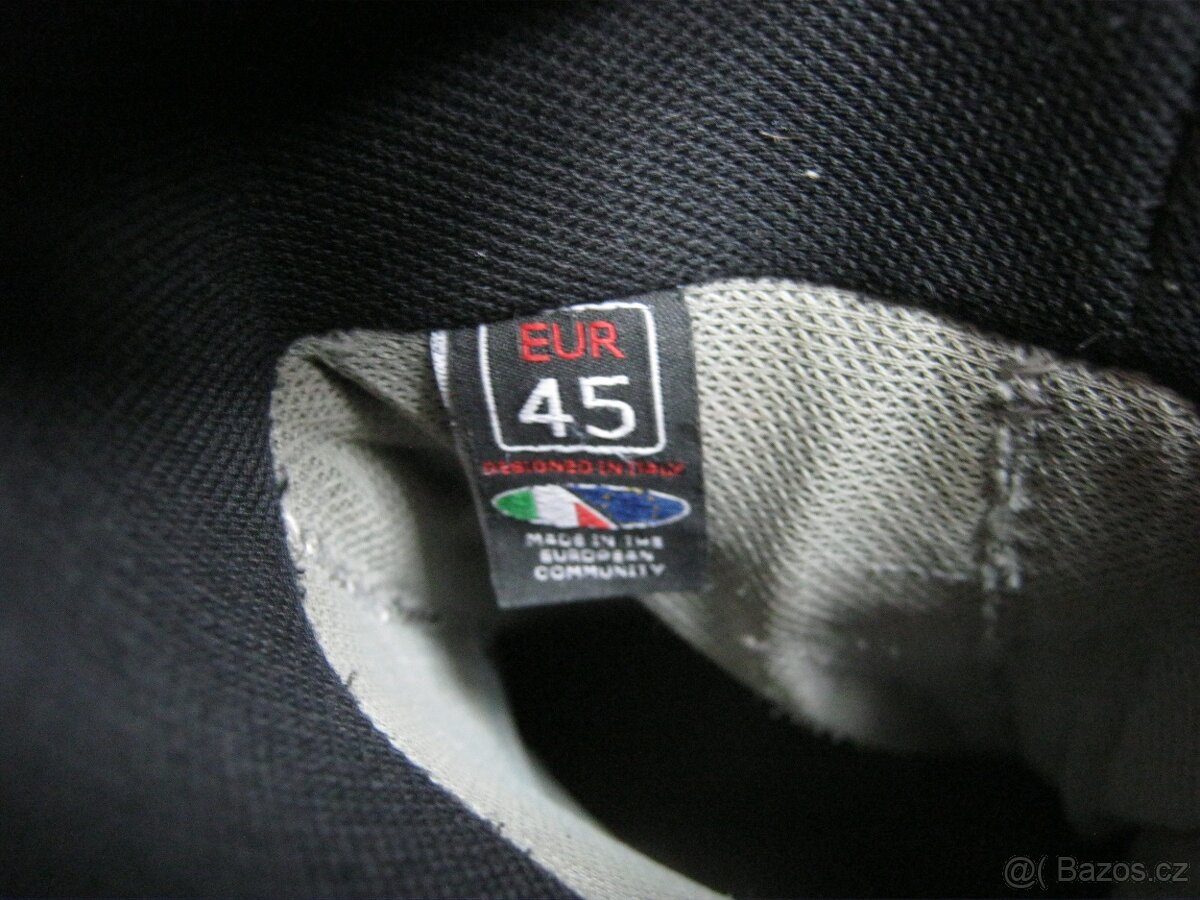 EUR
45
DESIGNED IN ITALY
MADE IN THE
EUROPEAN
COMMUNITY
@( Bazos.cz